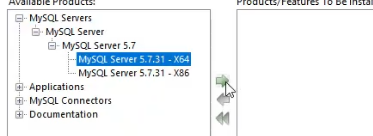 Available Products:
Products/Features To Be Insta
MySQL Servers
MySQL Server
MySQL Server 5.7
MySQL Server 5.7.31 - X64
MySQL Server 5.7.31 - X86
Applications
MySQL Connectors
Documentation